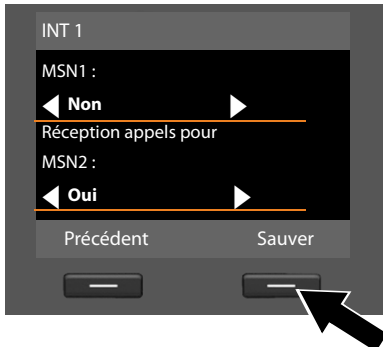 INT 1
MSN1 :
Non
Réception appels pour
MSN2 :
Oui
Précédent Sauver